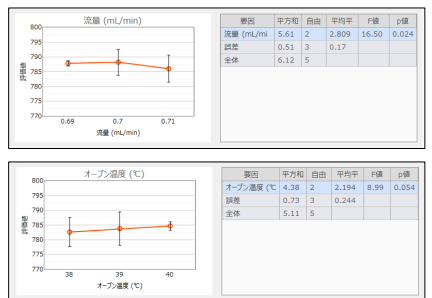 流量 (mL/min)
800
795
790
785
780
775
770
評価値
0.69 0.7 0.71
流量 (mL/min)
要因 平方和 自由 平均平 F値 p値
流量 (mL/mi 5.61 2 2.809 16.50 0.024
誤差 0.51 3 0.17
全体 6.12 5
オーブン温度 (℃)
800
795
790
785
780
775
770
評価値
38 39 40
オーブン温度 (℃)
要因 平方和 自由 平均平 F値 p値
オーブン温度 (℃ 4.38 2 2.194 8.99 0.054
誤差 0.73 3 0.244
全体 5.11 5